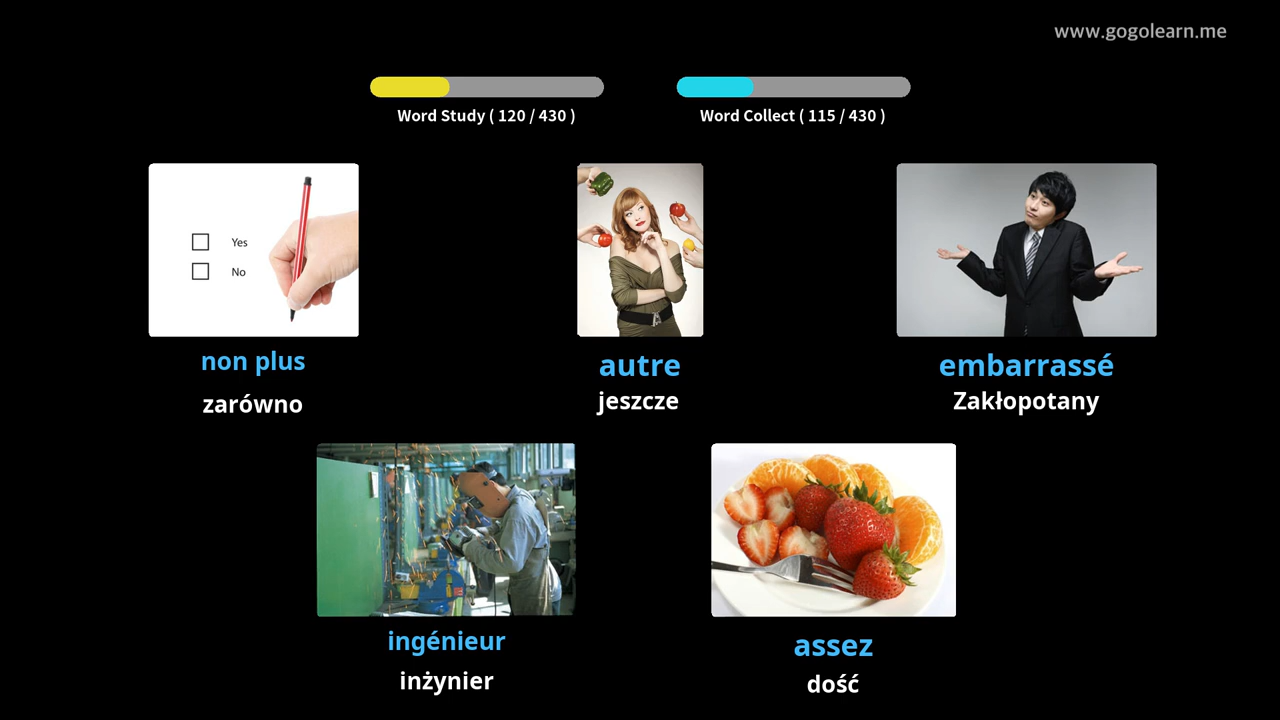 www.gogolearn.me
Word Study ( 120 / 430 )
Word Collect ( 115 / 430 )
Yes
No
non plus
zarówno
autre
jeszcze
embarrassé
Zakłopotany
ingénieur
inżynier
assez
dość